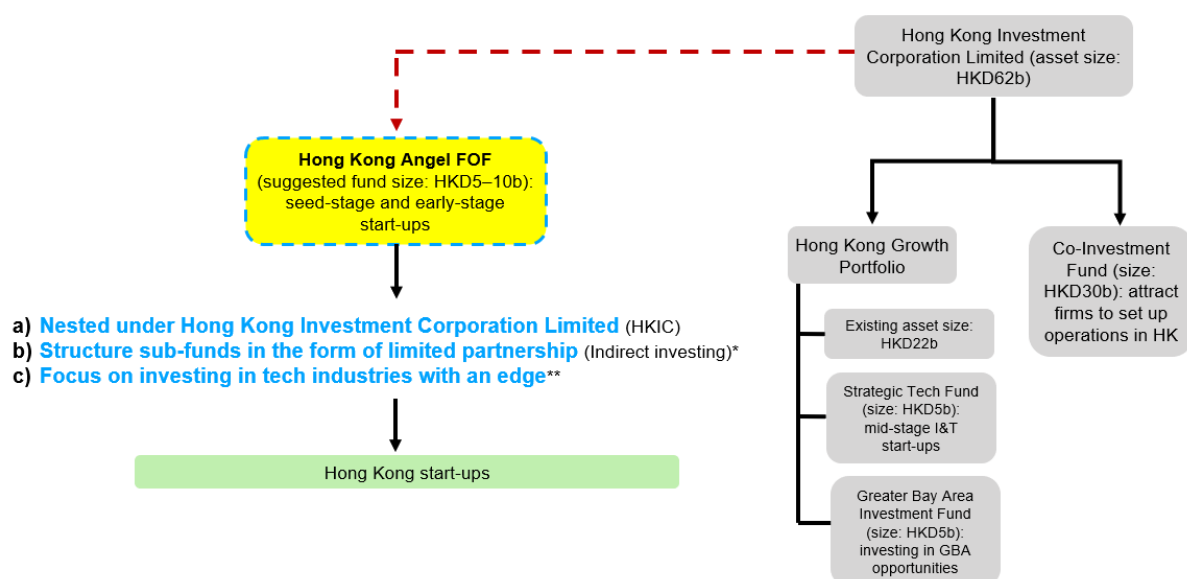 Hong Kong Investment
Corporation Limited (asset size:
HKD62b)
Hong Kong Angel FOF
(suggested fund size: HKD5–10b):
seed-stage and early-stage
start-ups
a) Nested under Hong Kong Investment Corporation Limited (HKIC)
b) Structure sub-funds in the form of limited partnership (Indirect investing)*
c) Focus on investing in tech industries with an edge**
Hong Kong start-ups
Hong Kong Growth
Portfolio
Existing asset size:
HKD22b
Strategic Tech Fund
(size: HKD5b):
mid-stage I&T
start-ups
Greater Bay Area
Investment Fund
(size: HKD5b):
investing in GBA
opportunities
Co-Investment
Fund (size:
HKD30b): attract
firms to set up
operations in HK